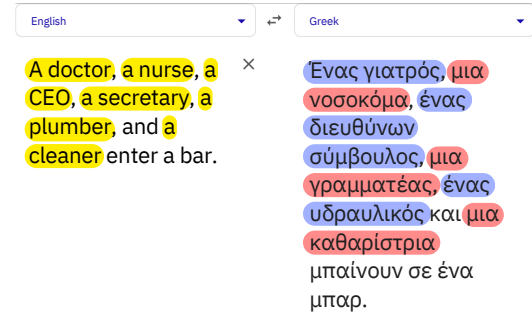 English
Greek
A doctor, a nurse, a
CEO, a secretary, a
plumber, and a
cleaner enter a bar.
Ένας γιατρός, μια
νοσοκόμα, ένας
διευθύνων
σύμβουλος, μια
γραμματέας, ένας
υδραυλικός και μια
καθαρίστρια
μπαίνουν σε ένα
μπαρ.